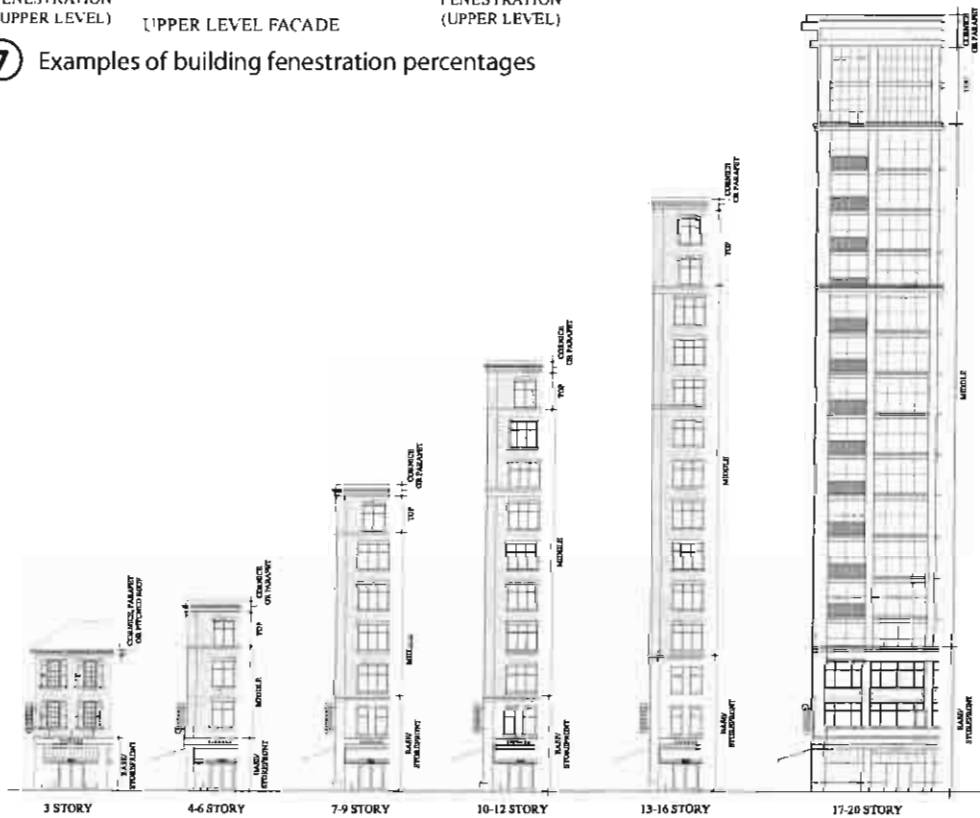 FENESTRATION
(UPPER LEVEL)
UPPER LEVEL FAÇADE
FENESTRATION
(UPPER LEVEL)
7 Examples of building fenestration percentages
CORNICE, PARAPET
OR PITCHED ROOF
BASE/
STOREFRONT
3 STORY
CORNICE
OR PARAPET
TOP
MIDDLE
BASE/
STOREFRONT
4-6 STORY
CORNICE
OR PARAPET
TOP
BASE/
STOREFRONT
7-9 STORY
CORNICE
OR PARAPET
TOP
MIDDLE
BASE/
STOREFRONT
10-12 STORY
CORNICE
OR PARAPET
TOP
MIDDLE
BASE/
STOREFRONT
13-16 STORY
CORNICE
OR PARAPET
TOP
MIDDLE
BASE/
STOREFRONT
17-20 STORY